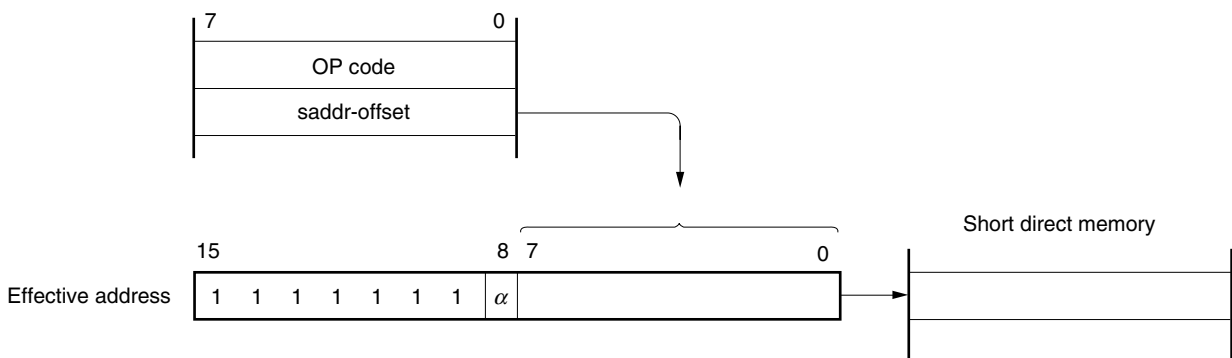 7 0
OP code
saddr-offset
Short direct memory
15 8 7 0
Effective address 1 1 1 1 1 1 1 α